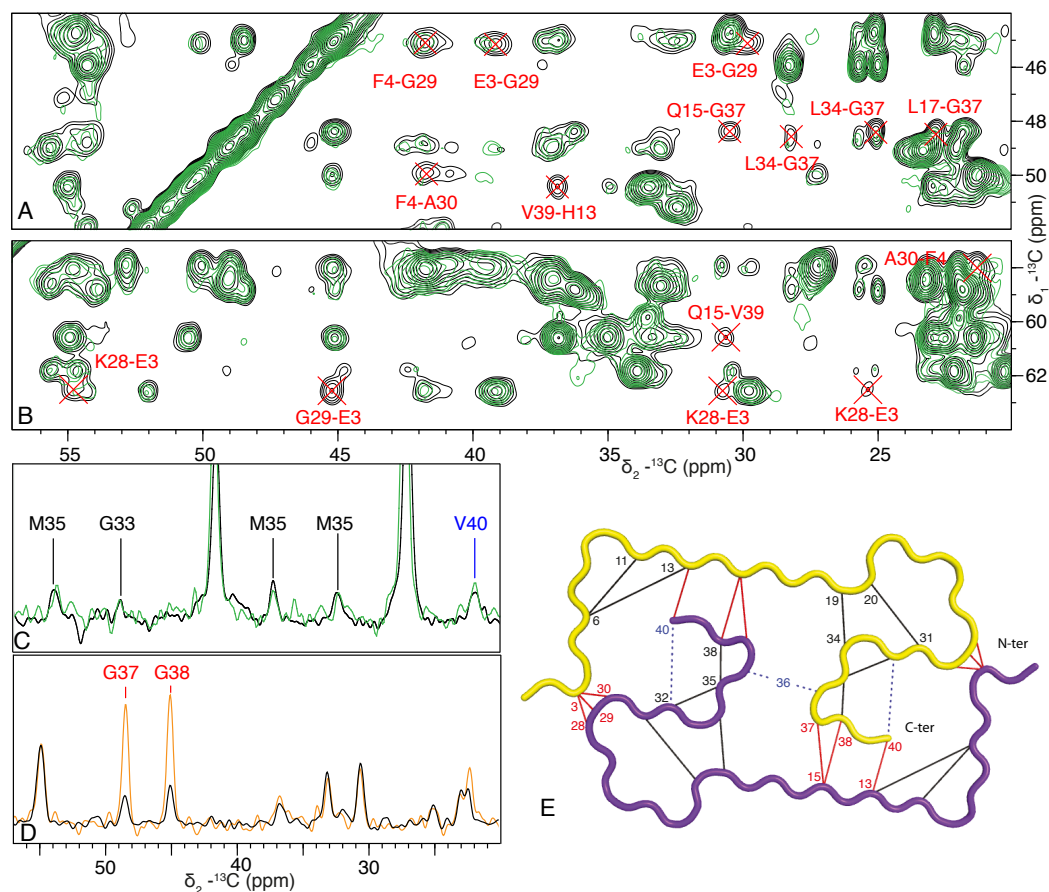 F4-G29
E3-G29
E3-G29
Q15-G37
L34-G37
L17-G37
L34-G37
F4-A30
V39-H13
A
46
48
50
K28-E3
G29-E3
Q15-V39
K28-E3
K28-E3
A30-F4
B
60
62
δ1 -13C (ppm)
55
50
45
40
35
30
25
δ2 -13C (ppm)
M35
G33
M35
M35
V40
C
G37
G38
D
50
40
30
δ2 -13C (ppm)
11
13
6
40
38
35
32
36
30
3
29
28
19
20
34
31
N-ter
37
38
40
C-ter
15
13
E